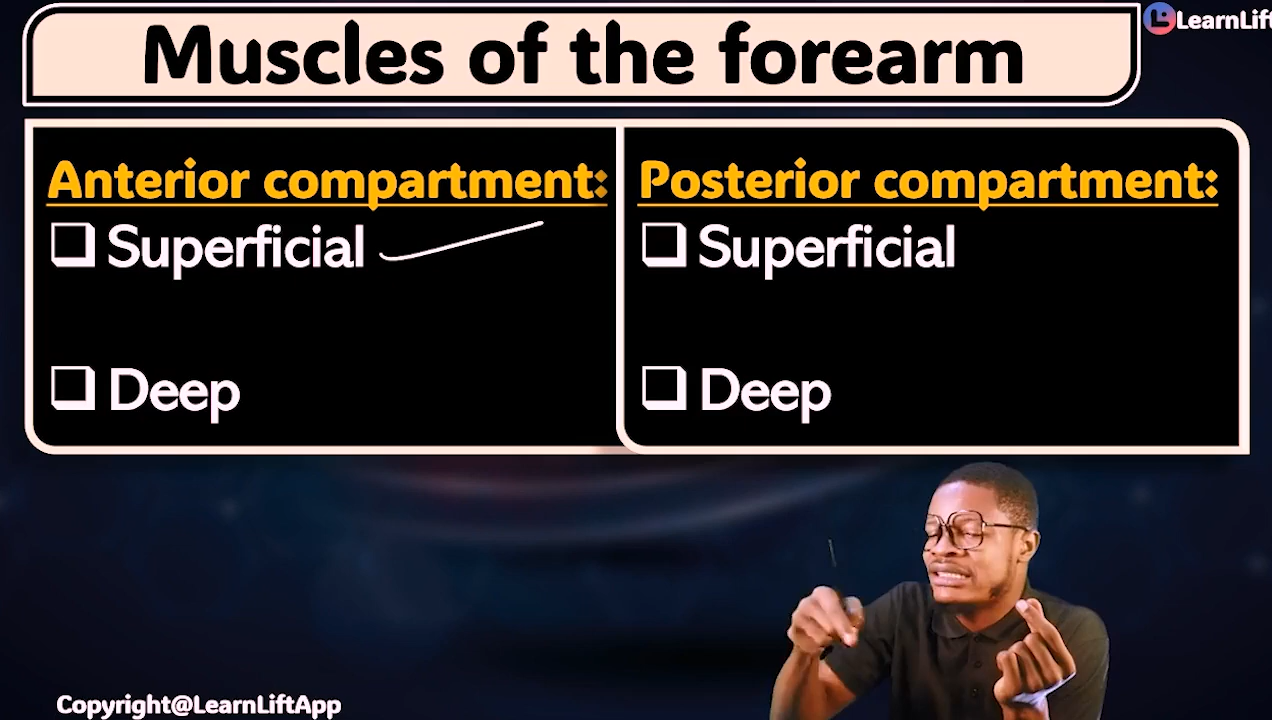 Muscles of the forearm
LearnLift
Anterior compartment:
❑ Superficial
❑ Deep
Posterior compartment:
❑ Superficial
❑ Deep
Copyright@LearnLiftApp